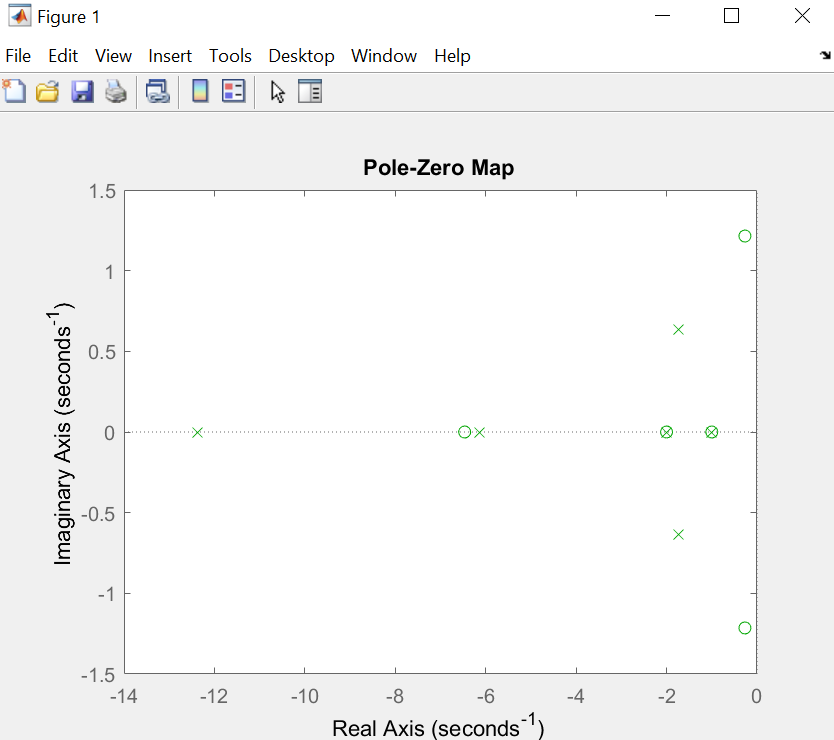 Figure 1
File Edit View Insert Tools Desktop Window Help
Pole-Zero Map
1.5
1
0.5
0
-0.5
-1
-1.5
Imaginary Axis (seconds⁻¹)
-14 -12 -10 -8 -6 -4 -2 0
Real Axis (seconds⁻¹)